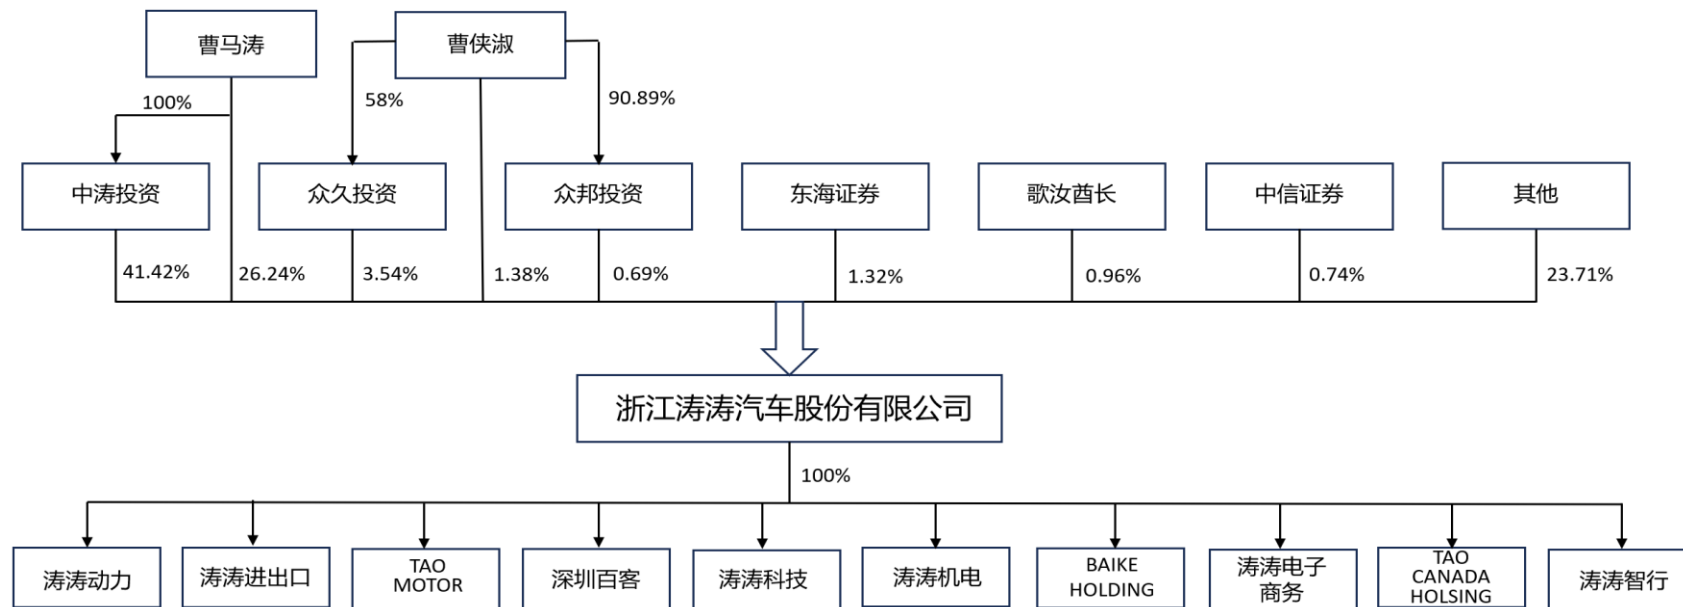 曹马涛
曹侠淑
100%
58%
90.89%
中涛投资
众久投资
众邦投资
东海证券
歌汝酋长
中信证券
其他
41.42%
26.24%
3.54%
1.38%
0.69%
1.32%
0.96%
0.74%
23.71%
浙江涛涛汽车股份有限公司
100%
涛涛动力
涛涛进出口
TAO
MOTOR
深圳百客
涛涛科技
涛涛机电
BAIKE
HOLDING
涛涛电子
商务
TAO
CANADA
HOLSING
涛涛智行